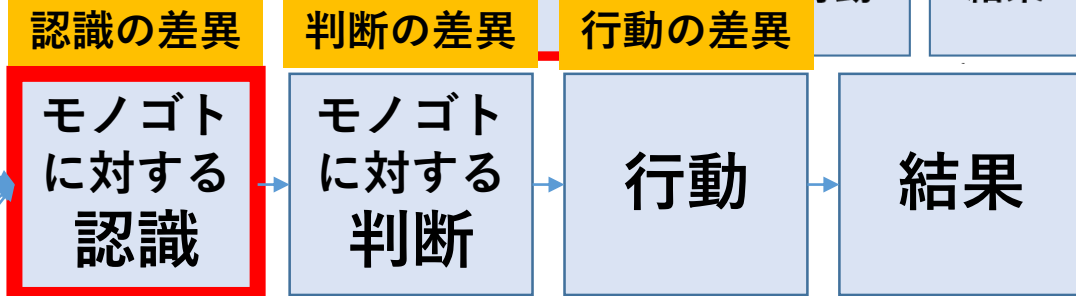 認識の差異
判断の差異
行動の差異
モノゴト
に対する
認識
モノゴト
に対する
判断
行動
結果